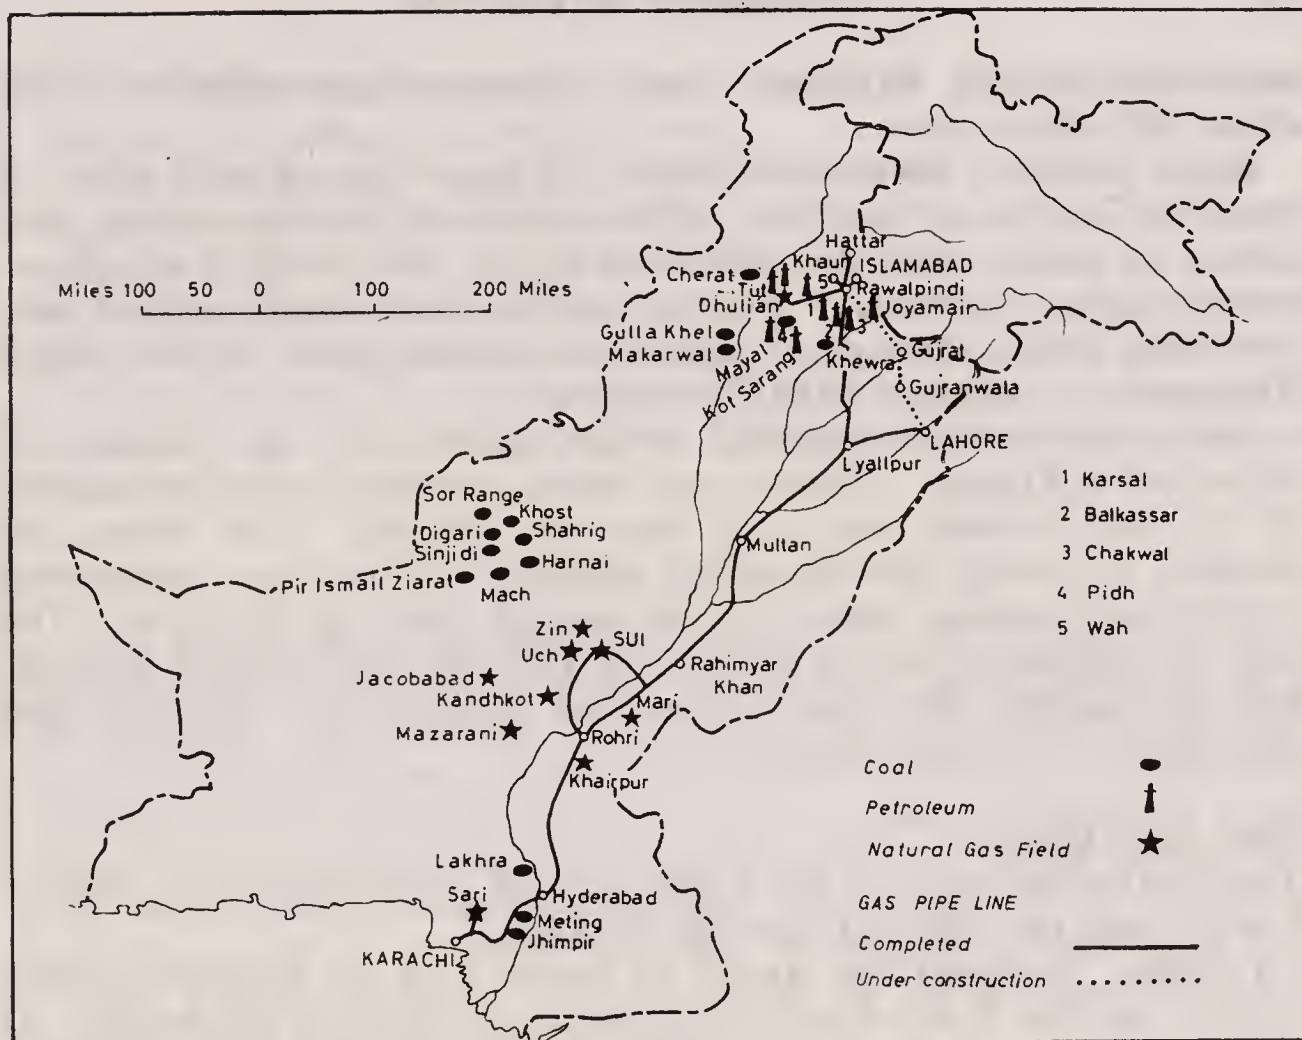 Hattar
Khaur
5
ISLAMABAD
Cherat
Tut
Rawalpindi
Miles 100 50 0 100 200 Miles
Dhulian
1
Joyamair
Gulla Khel
4
2
3
Makarwal
Mayal
Khewra
Gujrat
Kot Sarang
Gujranwala
LAHORE
Lyallpur
1 Karsal
Sor Range
Khost
2 Balkassar
Digari
Shahrig
Multan
3 Chakwal
Sinjidi
Harnai
Pir Ismail Ziarat
Mach
4 Pidh
Zin
SUI
5 Wah
Uch
Rahimyar
Khan
Jacobabad
Kandhkot
Mari
Mazarani
Rohri
Khairpur
Coal
Petroleum
Natural Gas Field
Lakhra
Sari
Hyderabad
GAS PIPE LINE
Meting
Jhimpir
Completed
KARACHI
Under construction